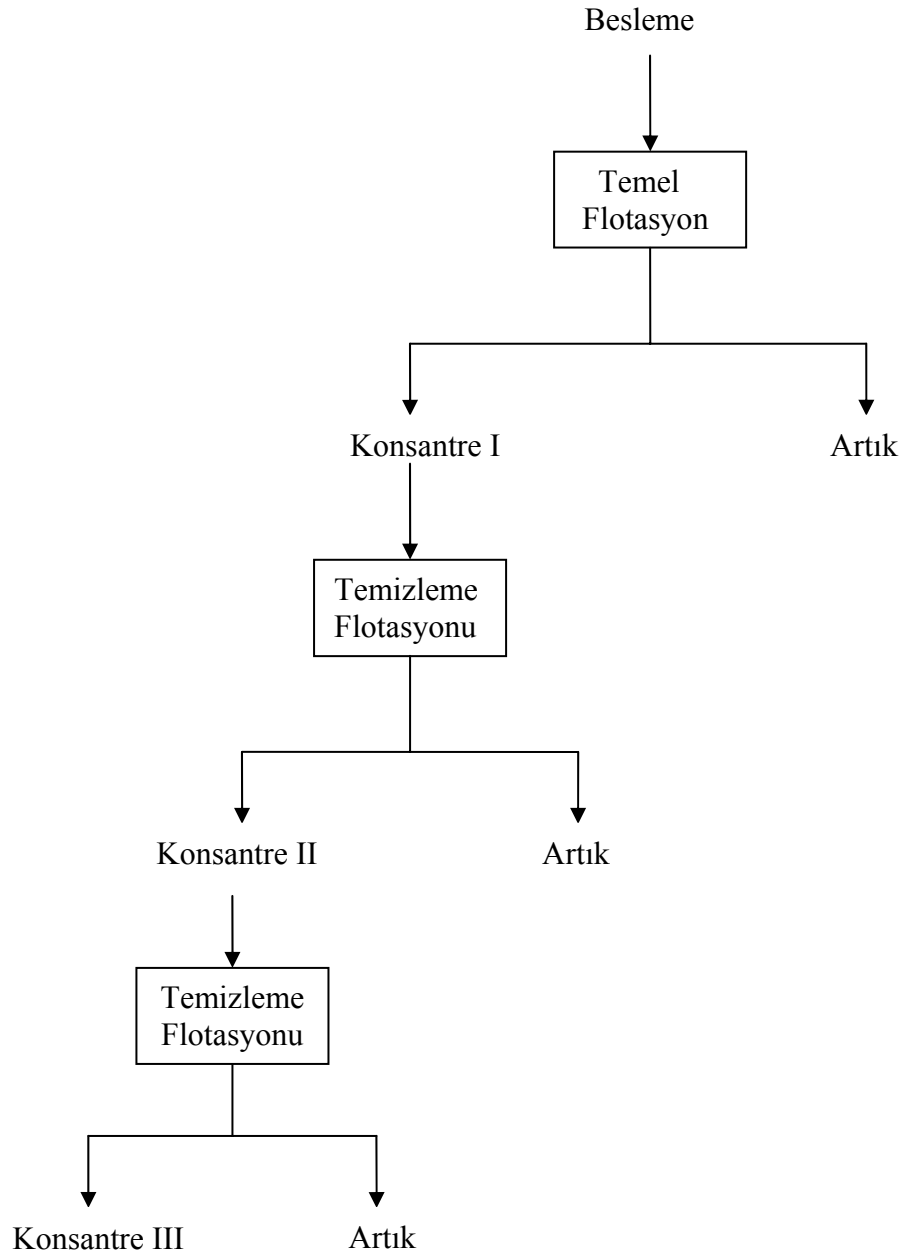 Besleme
Temel
Flotasyon
Konsantre I
Artık
Temizleme
Flotasyonu
Konsantre II
Artık
Temizleme
Flotasyonu
Konsantre III
Artık